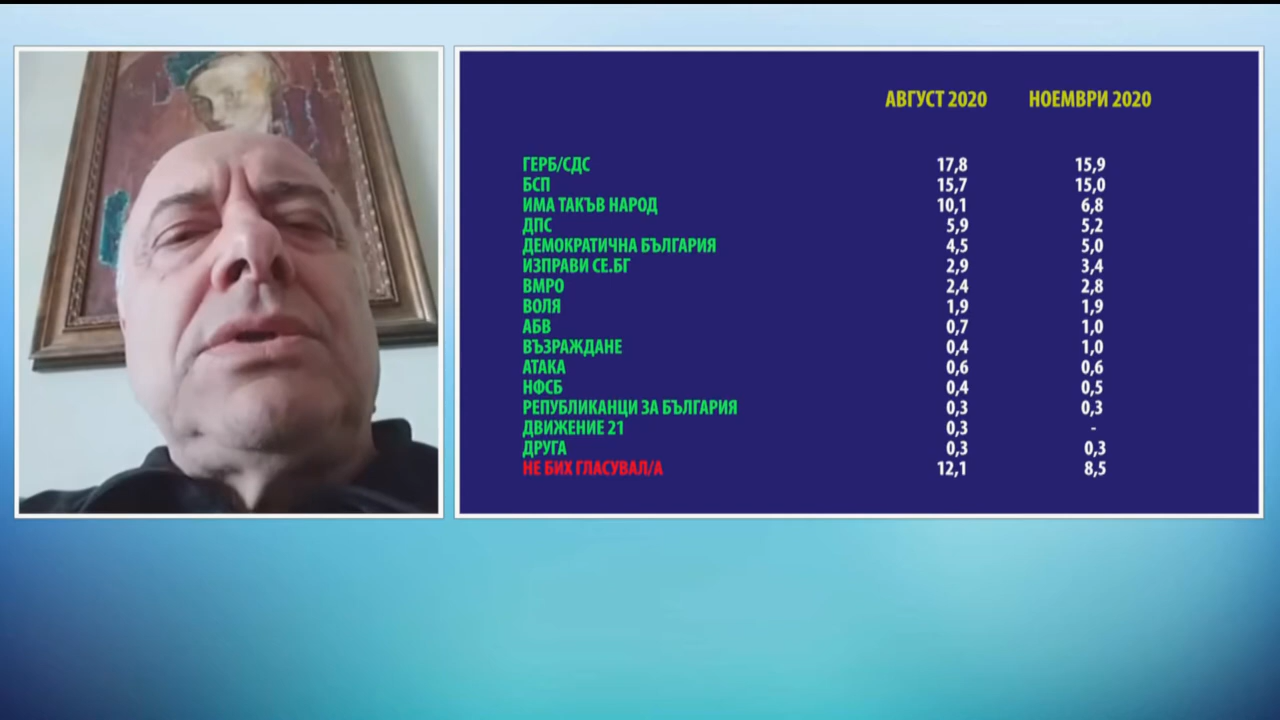 АВГУСТ 2020 НОЕМВРИ 2020
ГЕРБ/СДС 17,8 15,9
БСП 15,7 15,0
ИМА ТАКЪВ НАРОД 10,1 6,8
ДПС 5,9 5,2
ДЕМОКРАТИЧНА БЪЛГАРИЯ 4,5 5,0
ИЗПРАВИ СЕ.БГ 2,9 3,4
ВМРО 2,4 2,8
ВОЛЯ 1,9 1,9
АБВ 0,7 1,0
ВЪЗРАЖДАНЕ 0,4 1,0
АТАКА 0,6 0,6
НФСБ 0,4 0,5
РЕПУБЛИКАНЦИ ЗА БЪЛГАРИЯ 0,3 0,3
ДВИЖЕНИЕ 21 0,3 -
ДРУГА 0,3 0,3
НЕ БИХ ГЛАСУВАЛ/А 12,1 8,5